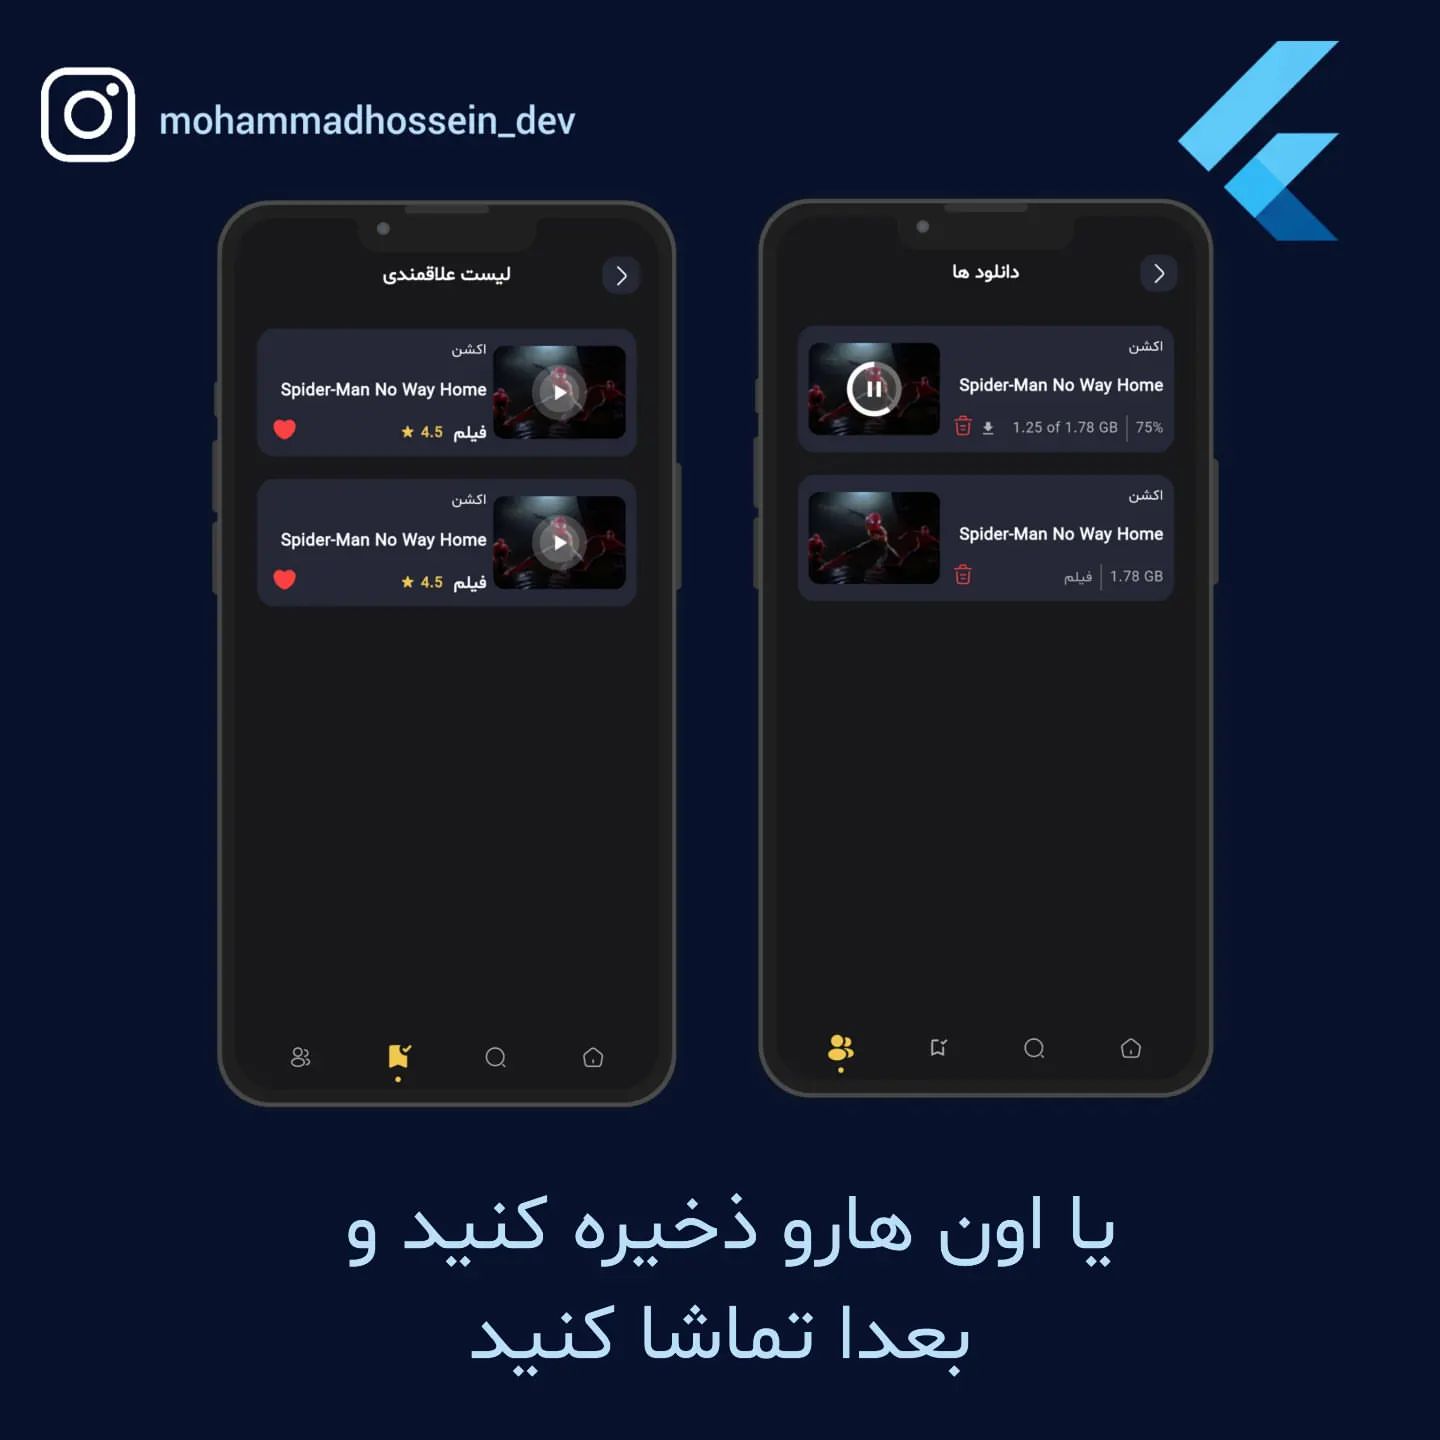 mohammadhossein_dev
لیست علاقمندی
اکشن
Spider-Man No Way Home
فیلم 4.5
اکشن
Spider-Man No Way Home
فیلم 4.5
دانلود ها
اکشن
Spider-Man No Way Home
1.25 of 1.78 GB | 75%
اکشن
Spider-Man No Way Home
فیلم | 1.78 GB
یا اون هارو ذخیره کنید و
بعدا تماشا کنید